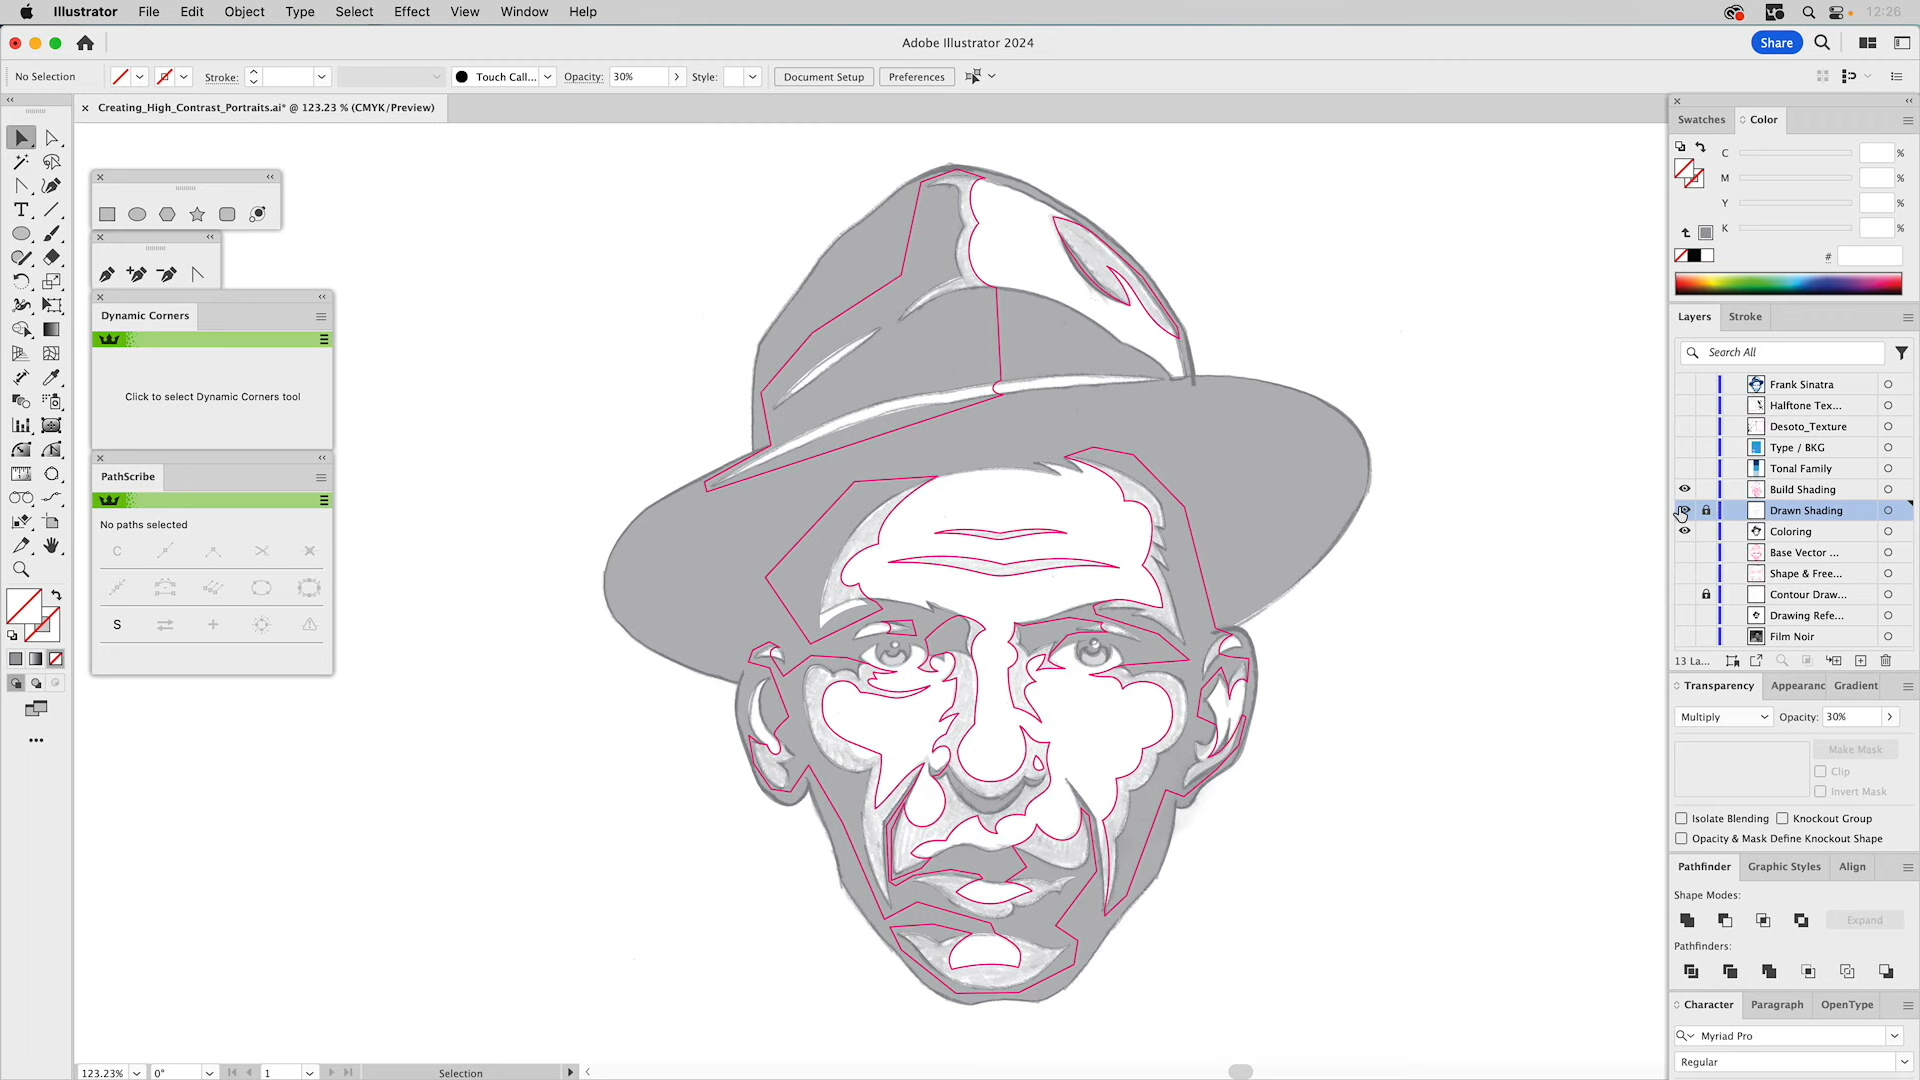 Illustrator File Edit Object Type Select Effect View Window Help 12:26
Adobe Illustrator 2024
Share
No Selection Stroke: Touch Call... Opacity: 30% Style: Document Setup Preferences
Creating_High_Contrast_Portraits.ai* @ 123.23 % (CMYK/Preview)
Swatches Color
C %
M %
Y %
K %
#
Dynamic Corners
Click to select Dynamic Corners tool
PathScribe
No paths selected
C
S
Layers Stroke
Search All
Frank Sinatra
Halftone Tex...
Desoto_Texture
Type / BKG
Tonal Family
Build Shading
Drawn Shading
Coloring
Base Vector ...
Shape & Free...
Contour Draw...
Drawing Refe...
Film Noir
13 La...
Transparency Appearanc Gradient
Multiply Opacity: 30%
Make Mask
Clip
Invert Mask
Isolate Blending Knockout Group
Opacity & Mask Define Knockout Shape
Pathfinder Graphic Styles Align
Shape Modes:
Expand
Pathfinders:
Character Paragraph OpenType
Myriad Pro
Regular
123.23% 0° 1 Selection